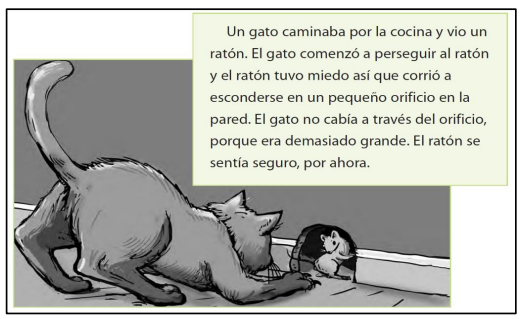 Un gato caminaba por la cocina y vio un
ratón. El gato comenzó a perseguir al ratón
y el ratón tuvo miedo así que corrió a
esconderse en un pequeño orificio en la
pared. El gato no cabía a través del orificio,
porque era demasiado grande. El ratón se
sentía seguro, por ahora.